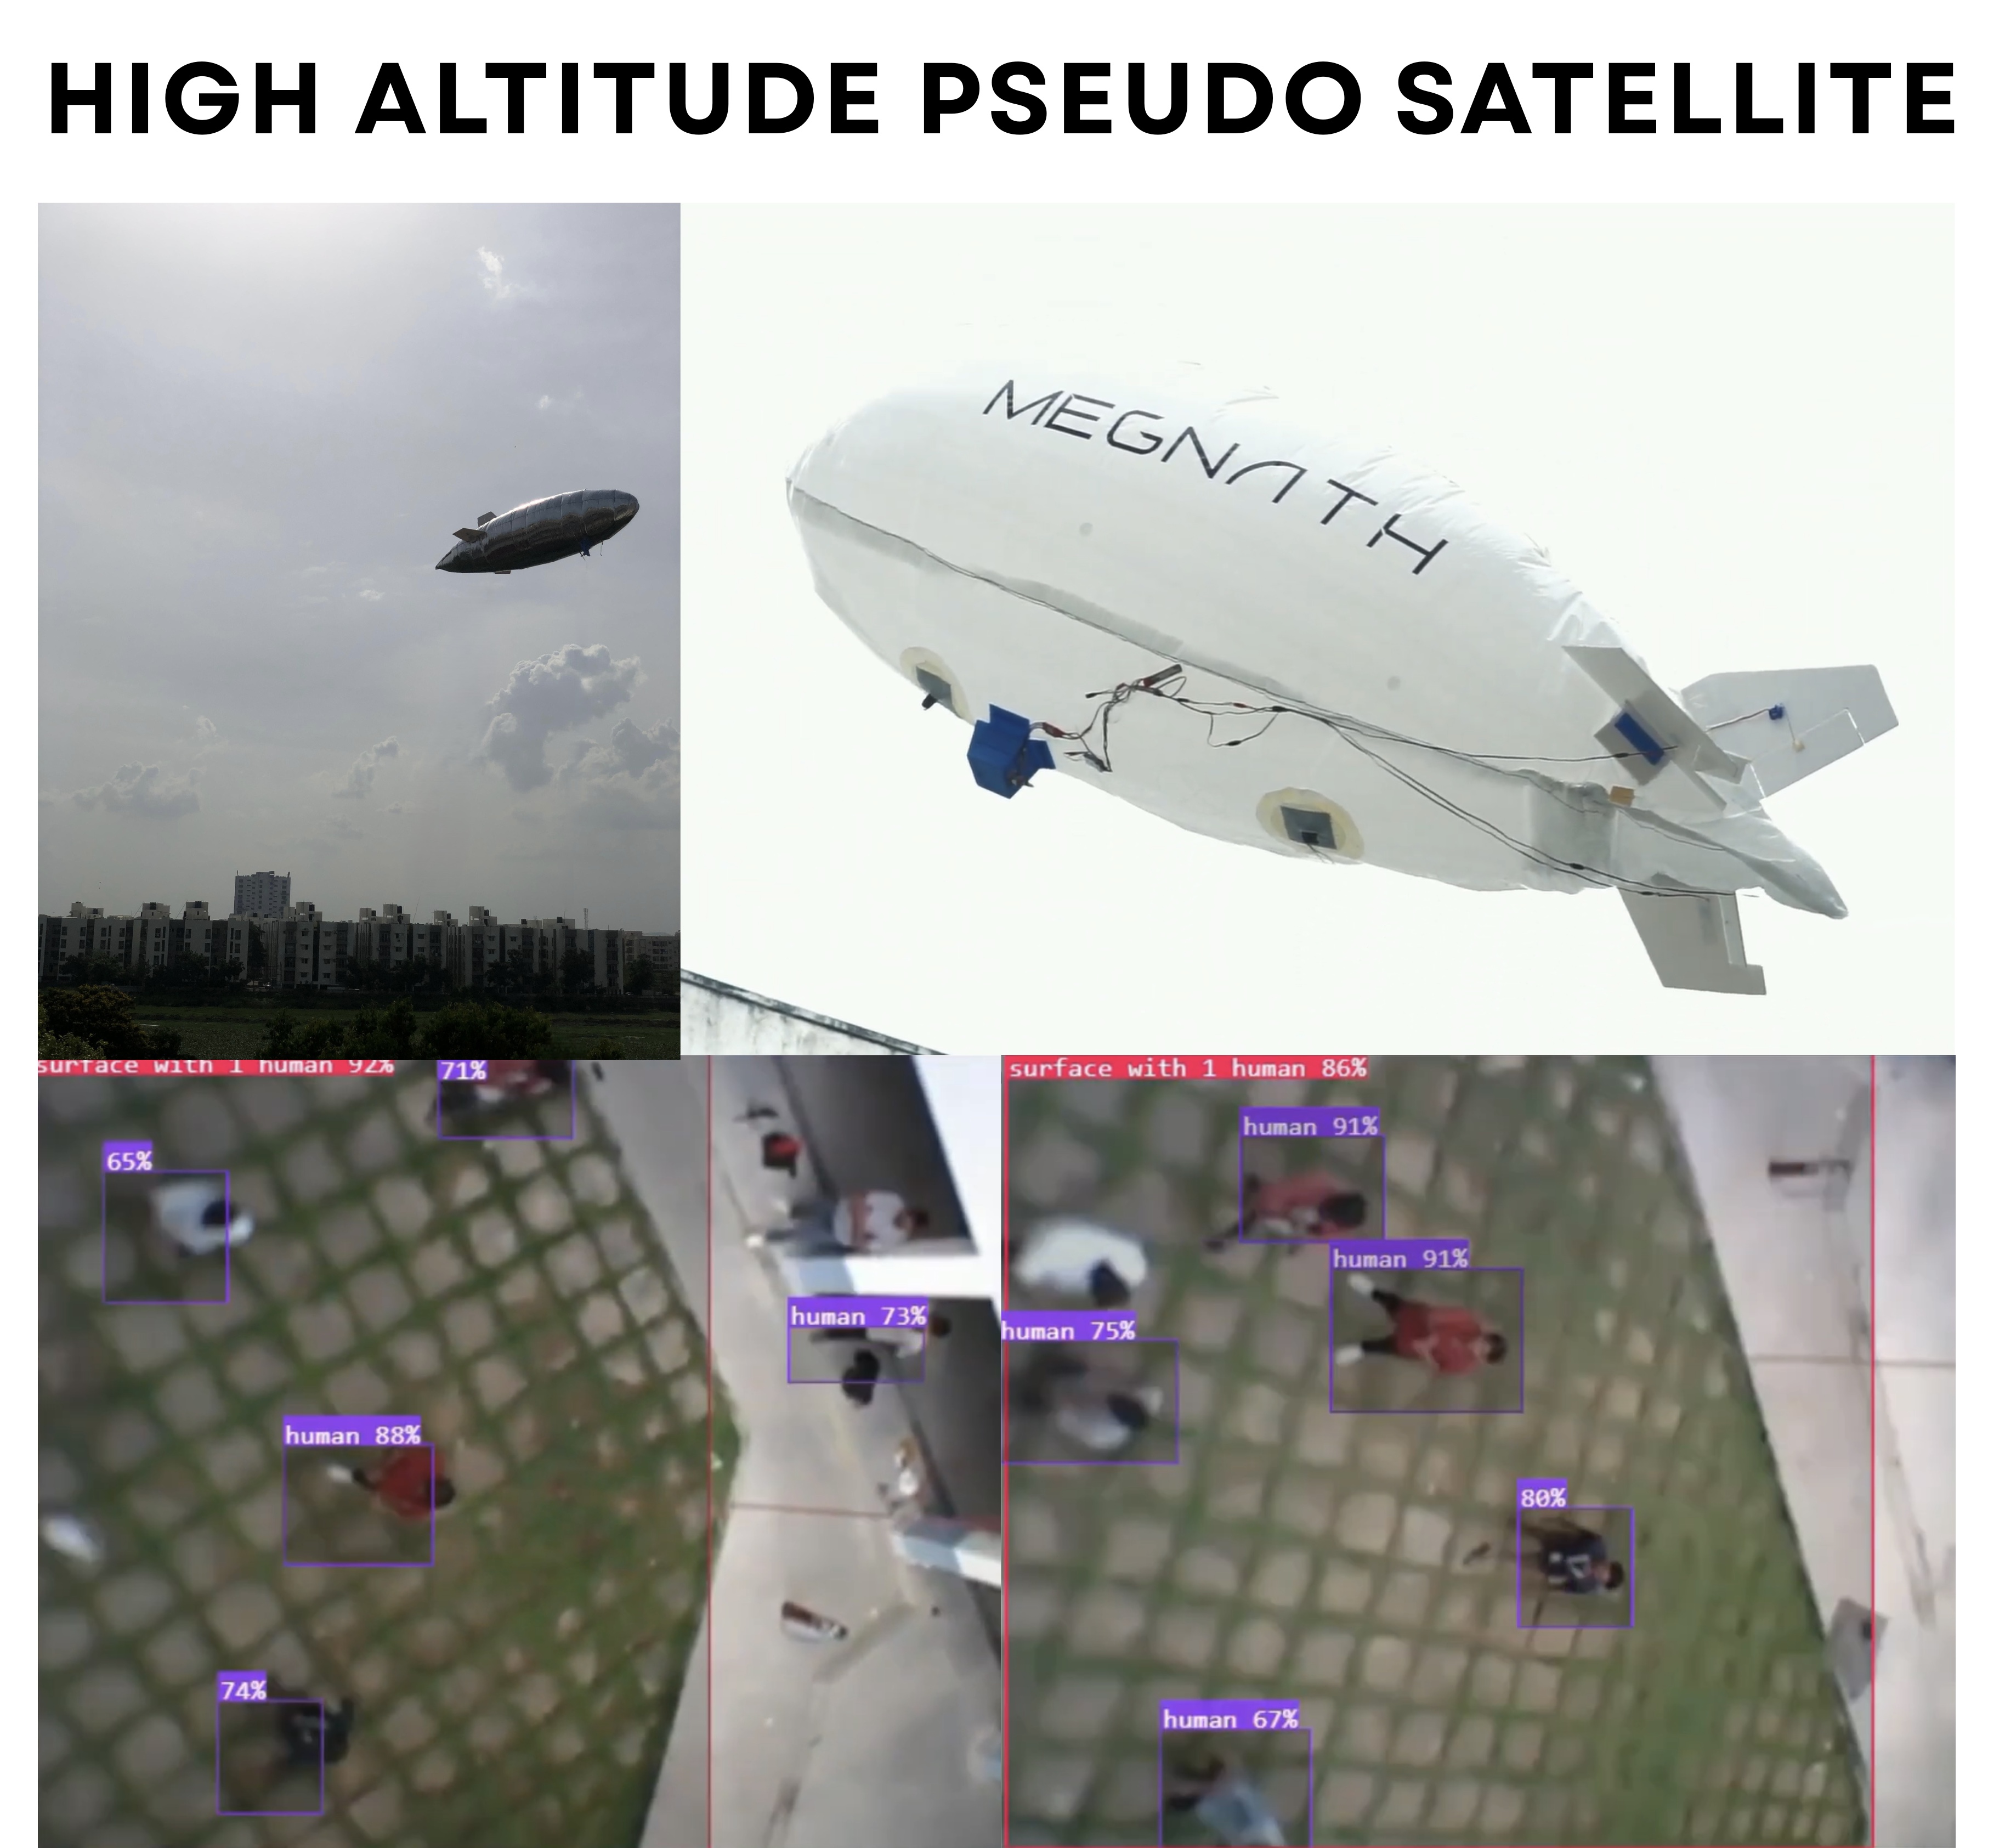 HIGH ALTITUDE PSEUDO SATELLITE
MEGNATH
surface with 1 human 92%
71%
65%
human 73%
human 88%
74%
surface with 1 human 86%
human 91%
human 91%
human 75%
80%
human 67%
17